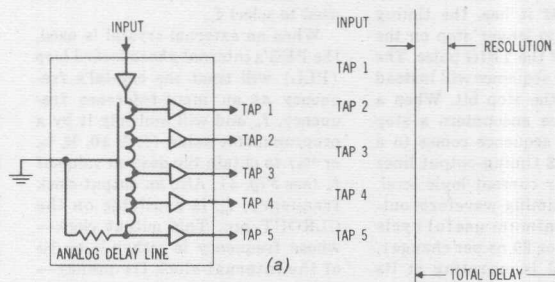 INPUT
TAP 1
TAP 2
TAP 3
TAP 4
TAP 5
ANALOG DELAY LINE
(a)
INPUT
RESOLUTION
TAP 1
TAP 2
TAP 3
TAP 4
TAP 5
TOTAL DELAY